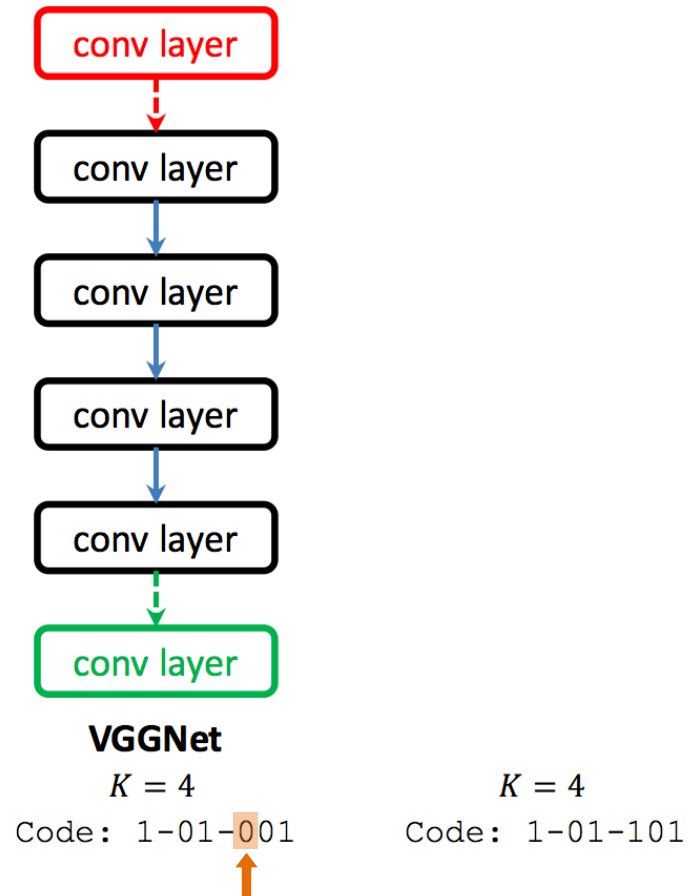 conv layer
conv layer
conv layer
conv layer
conv layer
conv layer
VGGNet
K = 4
Code: 1-01-001
K = 4
Code: 1-01-101